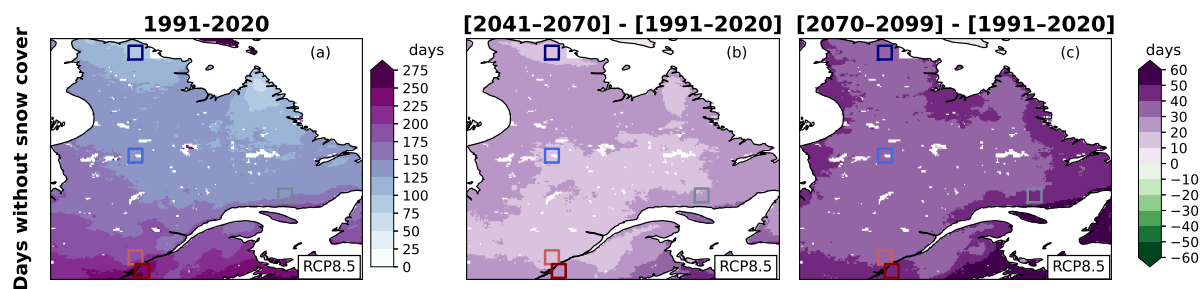 1991-2020
[2041–2070] - [1991–2020]
[2070–2099] - [1991–2020]
Days without snow cover
(a)
RCP8.5
days
275
250
225
200
175
150
125
100
75
50
25
0
(b)
RCP8.5
(c)
RCP8.5
days
60
50
40
30
20
10
0
−10
−20
−30
−40
−50
−60